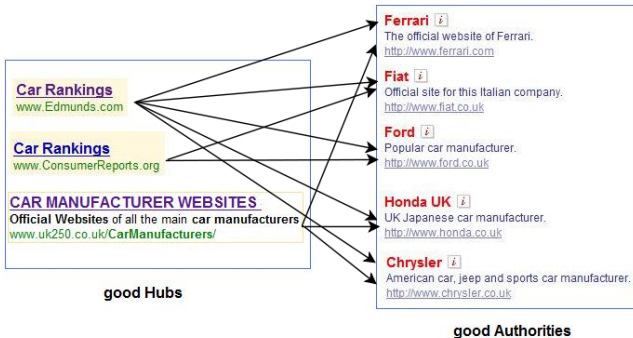 Car Rankings
www.Edmunds.com
Car Rankings
www.ConsumerReports.org
CAR MANUFACTURER WEBSITES
Official Websites of all the main car manufacturers
www.uk250.co.uk/CarManufacturers/
good Hubs
Ferrari i
The official website of Ferrari.
http://www.ferrari.com
Fiat i
Official site for this Italian company.
http://www.fiat.co.uk
Ford i
Popular car manufacturer.
http://www.ford.co.uk
Honda UK i
UK Japanese car manufacturer.
http://www.honda.co.uk
Chrysler i
American car, jeep and sports car manufacturer.
http://www.chrysler.co.uk
good Authorities